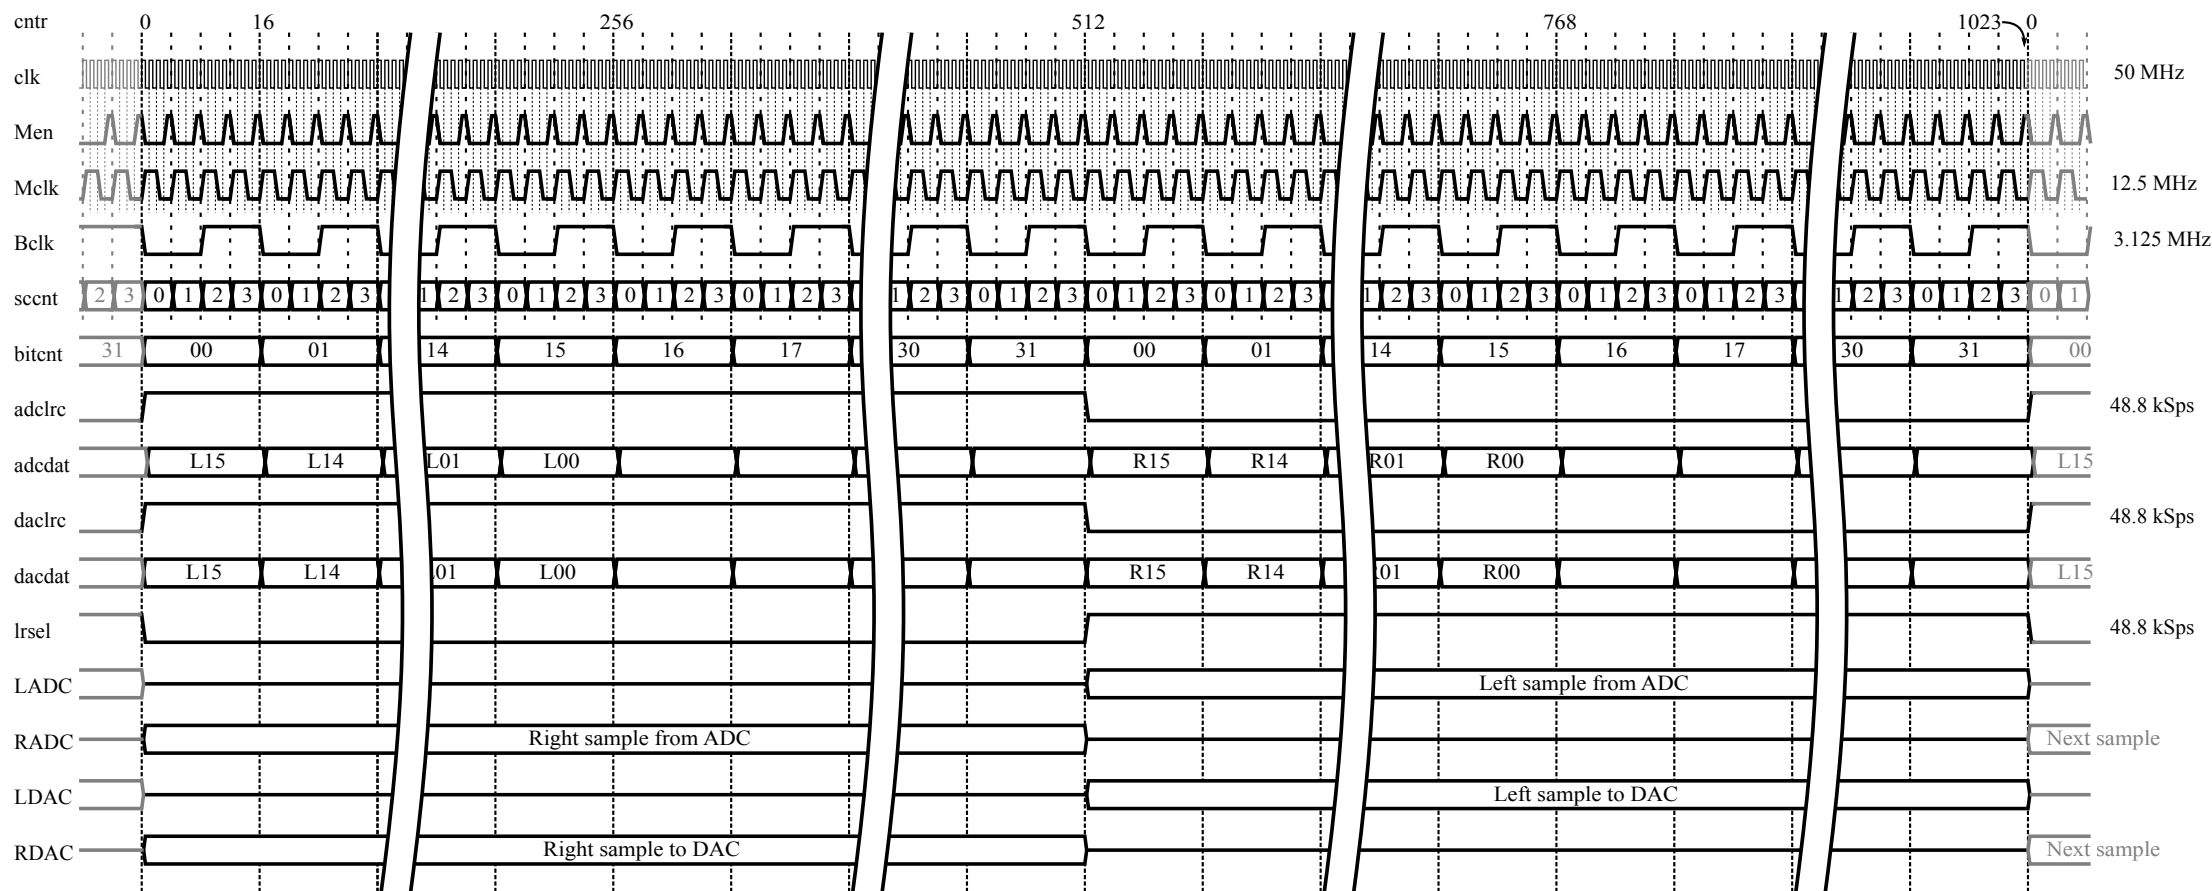 cntr 0 16 256 512 768 1023 0
clk 50 MHz
Men
Mclk 12.5 MHz
Bclk 3.125 MHz
sccnt 2 3 0 1 2 3 0 1 2 3 1 2 3 0 1 2 3 0 1 2 3 0 1 2 3 1 2 3 0 1 2 3 0 1 2 3 0 1 2 3 1 2 3 0 1 2 3 0 1 2 3 0 1 2 3 1 2 3 0 1 2 3 0 1
bitcnt 31 00 01 14 15 16 17 30 31 00 01 14 15 16 17 30 31 00
adclrc 48.8 kSps
adcdat L15 L14 L01 L00 R15 R14 R01 R00 L15
daclrc 48.8 kSps
dacdat L15 L14 L01 L00 R15 R14 R01 R00 L15
lrsel 48.8 kSps
LADC Left sample from ADC
RADC Right sample from ADC Next sample
LDAC Left sample to DAC
RDAC Right sample to DAC Next sample